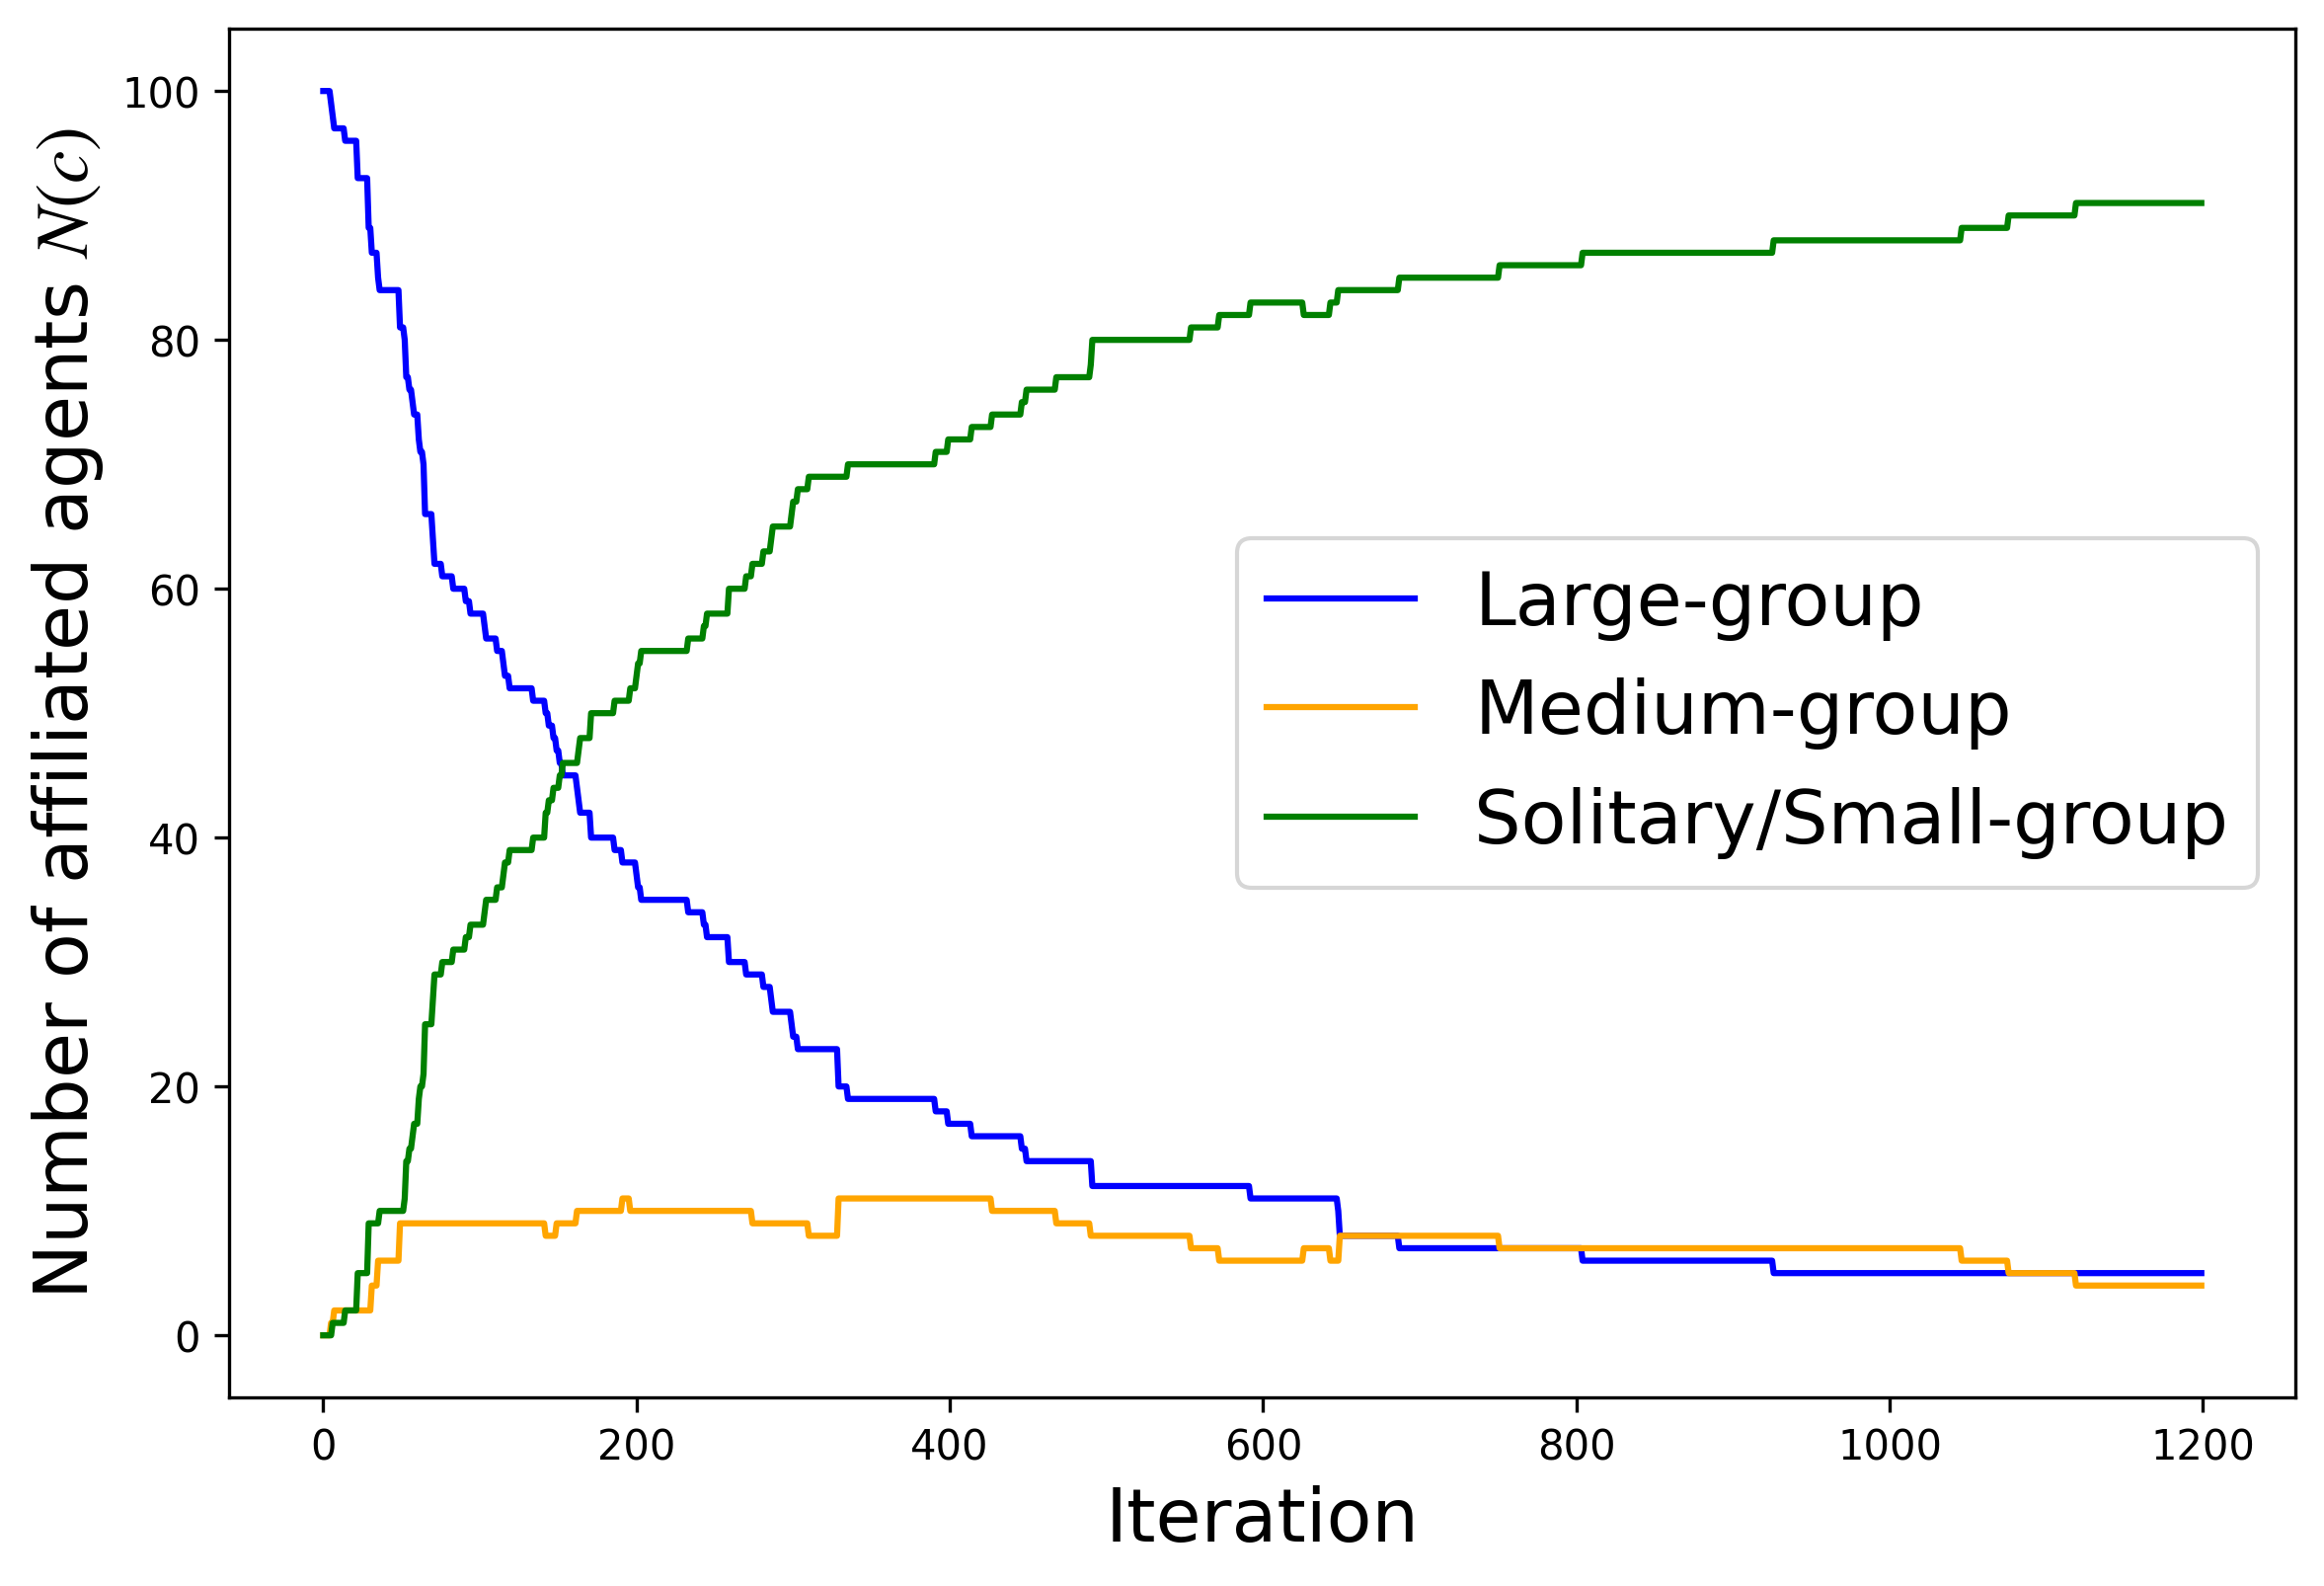 Number of affiliated agents N(c)
100
80
60
40
20
0
Large-group
Medium-group
Solitary/Small-group
0 200 400 600 800 1000 1200
Iteration